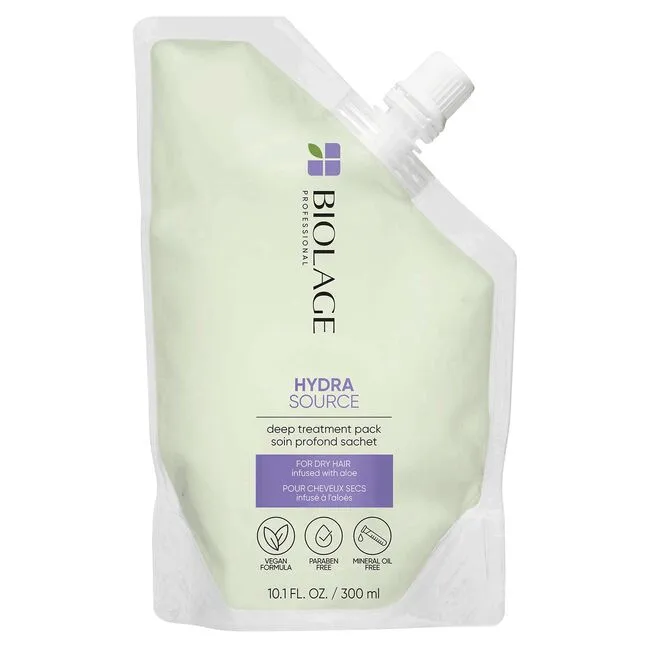 BIOLAGE
PROFESSIONAL
HYDRA
SOURCE
deep treatment pack
soin profond sachet
FOR DRY HAIR
infused with aloe
POUR CHEVEUX SECS
infusé à l'aloès
VEGAN
FORMULA
PARABEN
FREE
MINERAL OIL
FREE
10.1 FL. OZ. / 300 ml